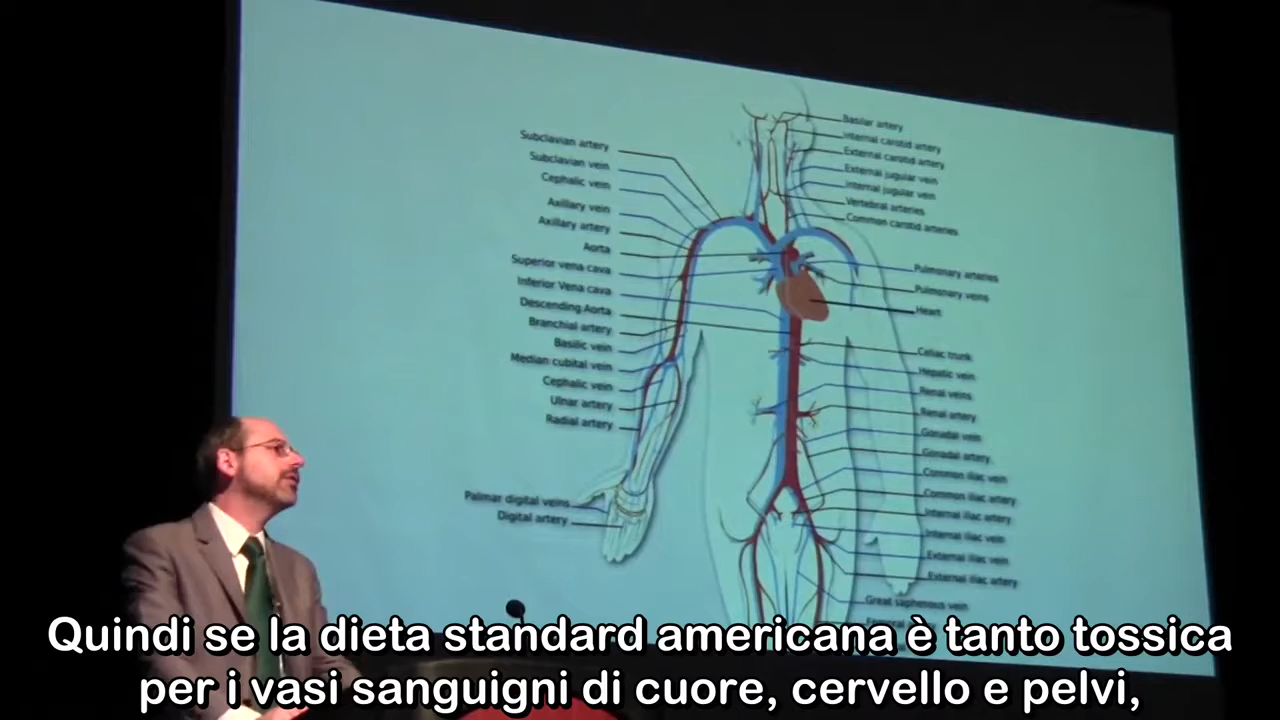 Subclavian artery
Subclavian vein
Cephalic vein
Axillary vein
Axillary artery
Aorta
Superior vena cava
Inferior Vena cava
Descending Aorta
Branchial artery
Basilic vein
Median cubital vein
Cephalic vein
Ulnar artery
Radial artery
Palmar digital veins
Digital artery
Basilar artery
Internal carotid artery
External carotid artery
External jugular vein
Internal jugular vein
Vertebral arteries
Common carotid arteries
Pulmonary arteries
Pulmonary veins
Heart
Celiac trunk
Hepatic vein
Renal veins
Renal artery
Gonadal vein
Gonadal artery
Common iliac vein
Common iliac artery
Internal iliac artery
Internal iliac vein
External iliac vein
External iliac artery
Great saphenous vein
Quindi se la dieta standard americana è tanto tossica
per i vasi sanguigni di cuore, cervello e pelvi,